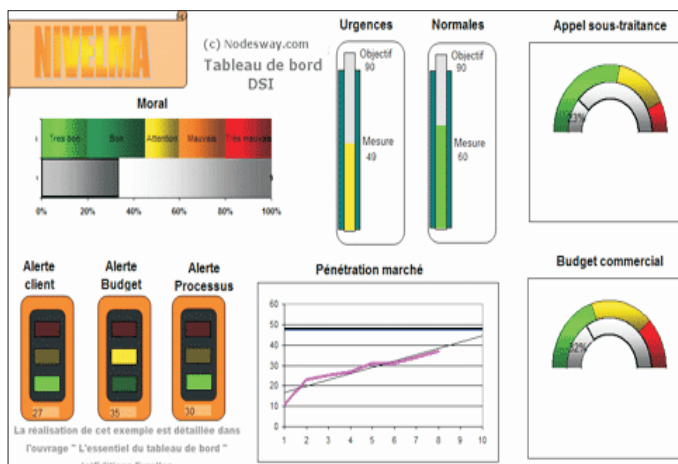 NIVELMA
(c) Nodesway.com
Tableau de bord
DSI
Urgences
Objectif
90
Mesure
49
Normales
Objectif
90
Mesure
60
Appel sous-traitance
23%
Moral
Tres bon Bon Attention Mauvais Très mauvais
0% 20% 40% 60% 80% 100%
Alerte
client
27
Alerte
Budget
35
Alerte
Processus
30
Pénétration marché
60
50
40
30
20
10
0
1 2 3 4 5 6 7 8 9 10
Budget commercial
32%
La réalisation de cet exemple est détaillée dans
l'ouvrage " L'essentiel du tableau de bord "